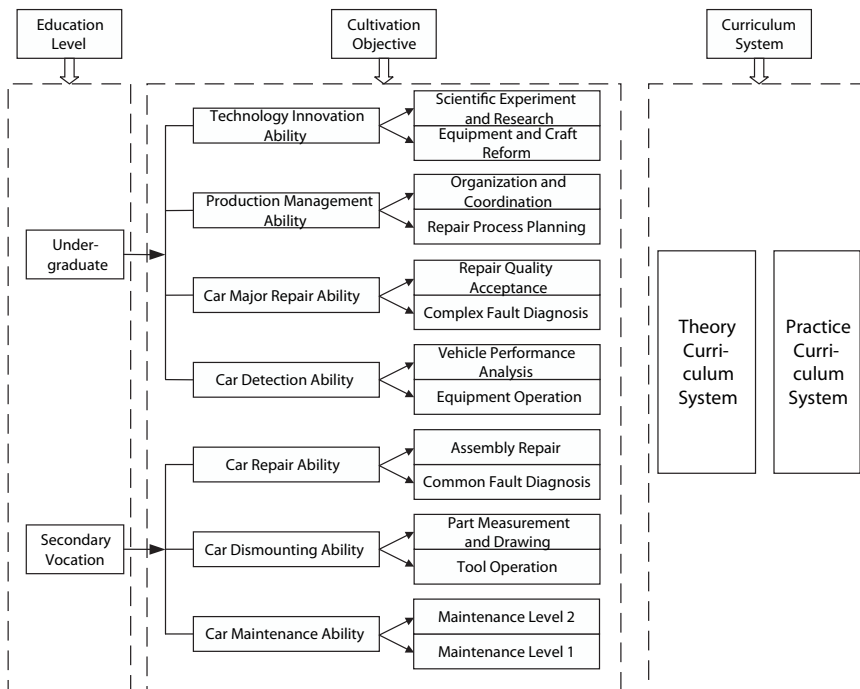 Education
Level
Cultivation
Objective
Curriculum
System
Under-
graduate
Secondary
Vocation
Technology Innovation
Ability
Scientific Experiment
and Research
Equipment and Craft
Reform
Production Management
Ability
Organization and
Coordination
Repair Process Planning
Car Major Repair Ability
Repair Quality
Acceptance
Complex Fault Diagnosis
Car Detection Ability
Vehicle Performance
Analysis
Equipment Operation
Car Repair Ability
Assembly Repair
Common Fault Diagnosis
Car Dismounting Ability
Part Measurement
and Drawing
Tool Operation
Car Maintenance Ability
Maintenance Level 2
Maintenance Level 1
Theory
Curri-
culum
System
Practice
Curri-
culum
System